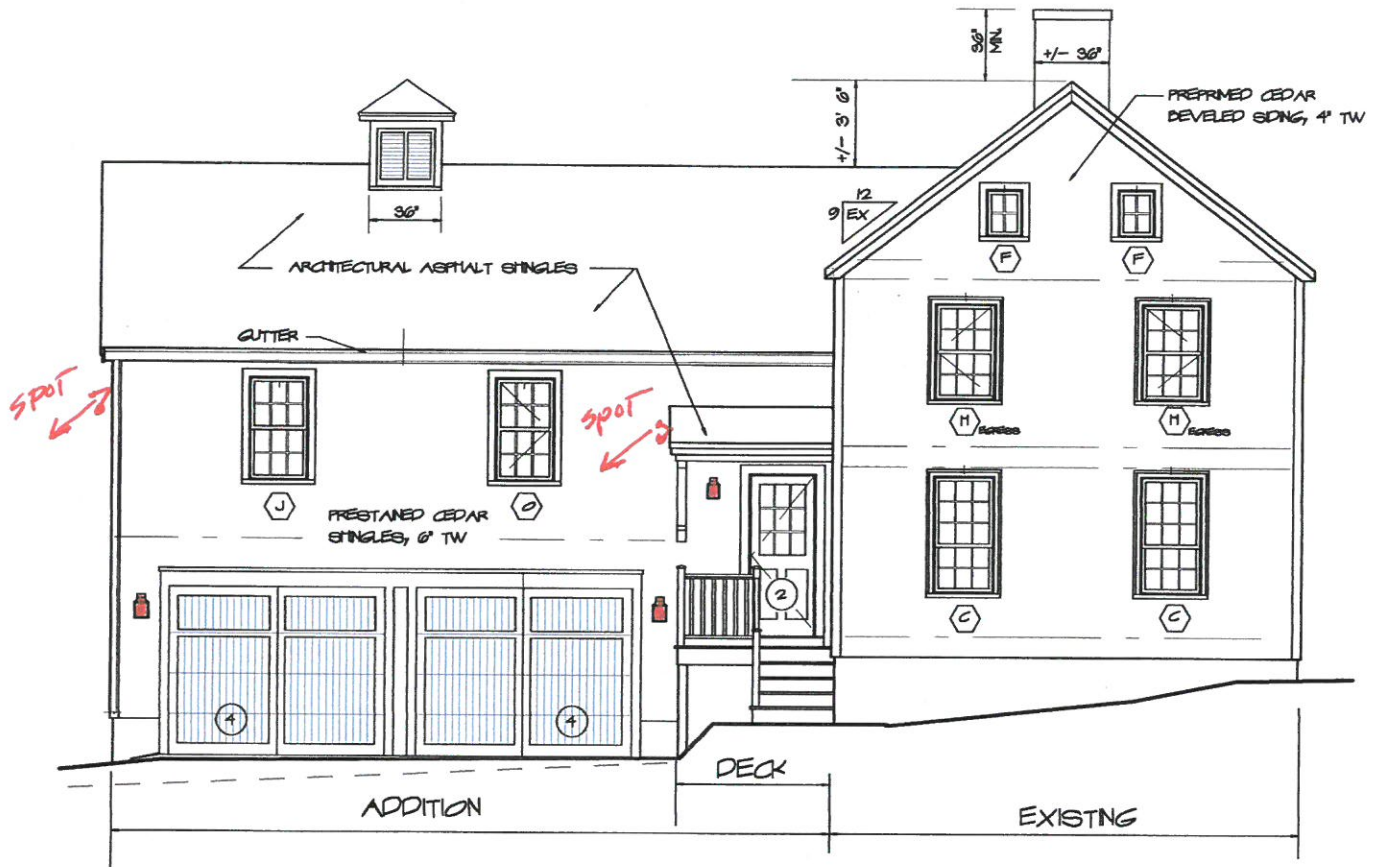 36"
MIN.
+/- 36"
+/- 3' 6"
PREPRIMED CEDAR
BEVELED SIDING, 4" TW
12
9
EX
36"
F
F
ARCHITECTURAL ASPHALT SHINGLES
GUTTER
SPOT
SPOT
H
EGRESS
H
EGRESS
J
O
PRESTAINED CEDAR
SHINGLES, 6" TW
2
C
C
4
4
DECK
ADDITION
EXISTING